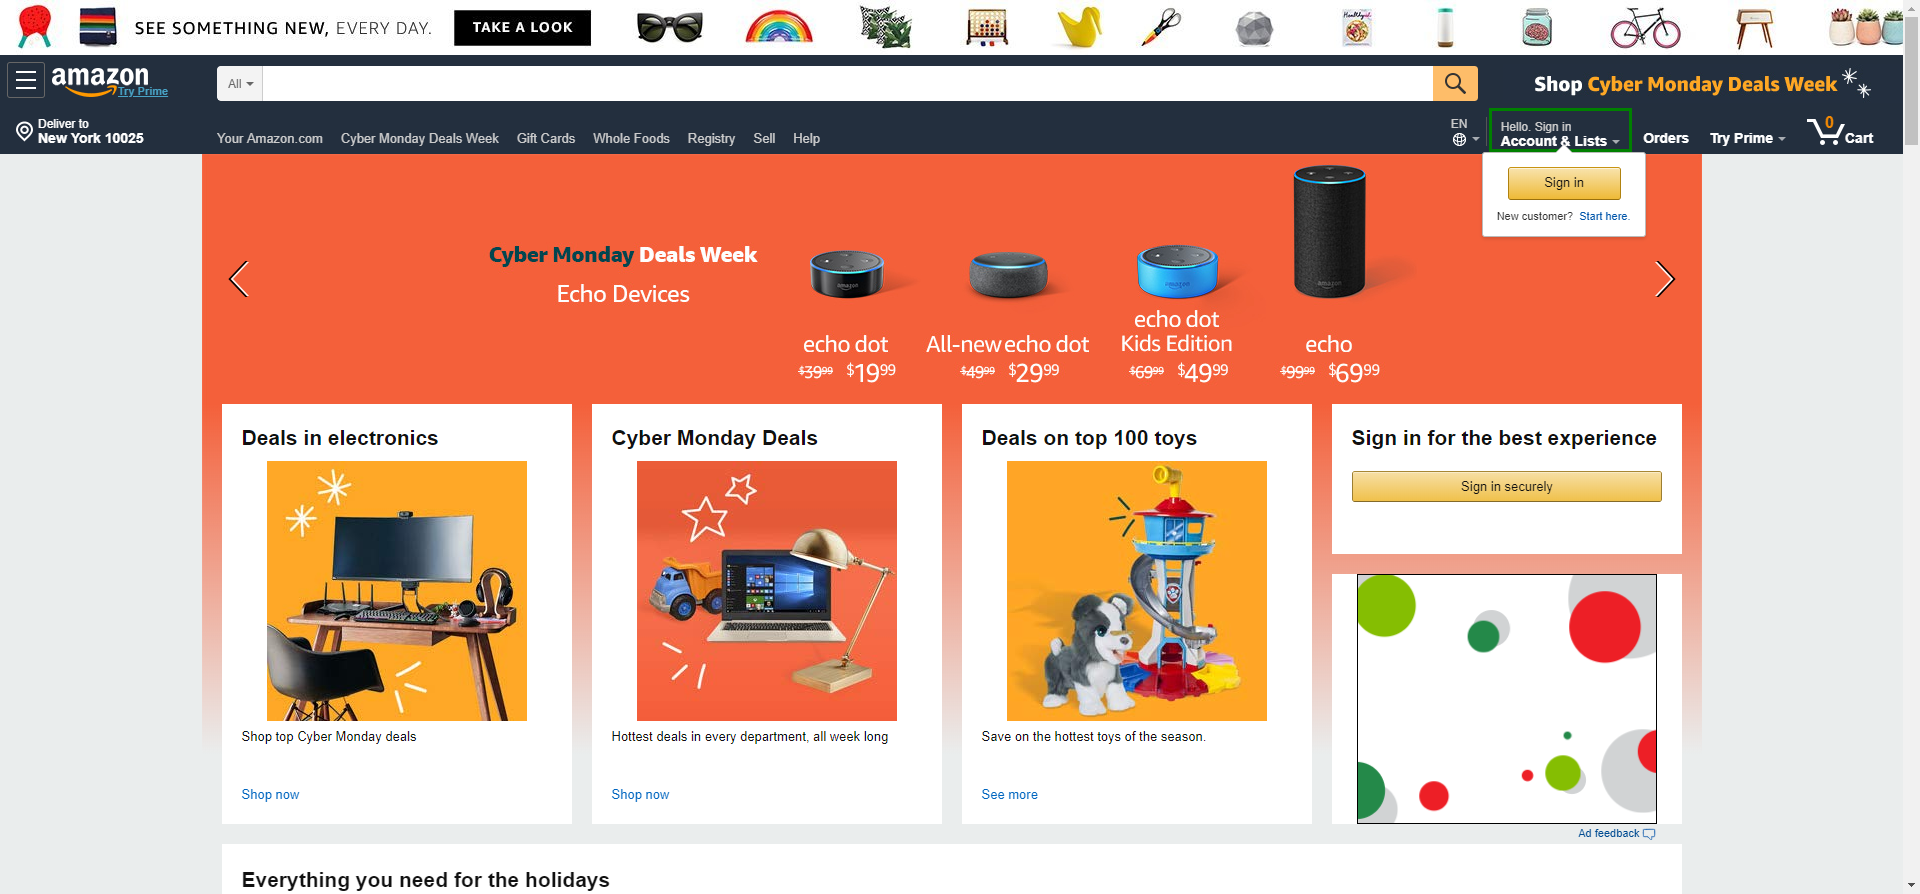 SEE SOMETHING NEW, EVERY DAY. TAKE A LOOK
Healthyish
amazon
Try Prime
All
Shop Cyber Monday Deals Week
Deliver to
New York 10025
Your Amazon.com Cyber Monday Deals Week Gift Cards Whole Foods Registry Sell Help
EN
Hello. Sign in
Account & Lists
Orders
Try Prime
0
Cart
Sign in
New customer? Start here.
Cyber Monday Deals Week
Echo Devices
echo dot
$39.99 $19.99
All-new echo dot
$49.99 $29.99
echo dot
Kids Edition
$69.99 $49.99
echo
$99.99 $69.99
Deals in electronics
Shop top Cyber Monday deals
Shop now
Cyber Monday Deals
Hottest deals in every department, all week long
Shop now
Deals on top 100 toys
Save on the hottest toys of the season.
See more
Sign in for the best experience
Sign in securely
Ad feedback
Everything you need for the holidays